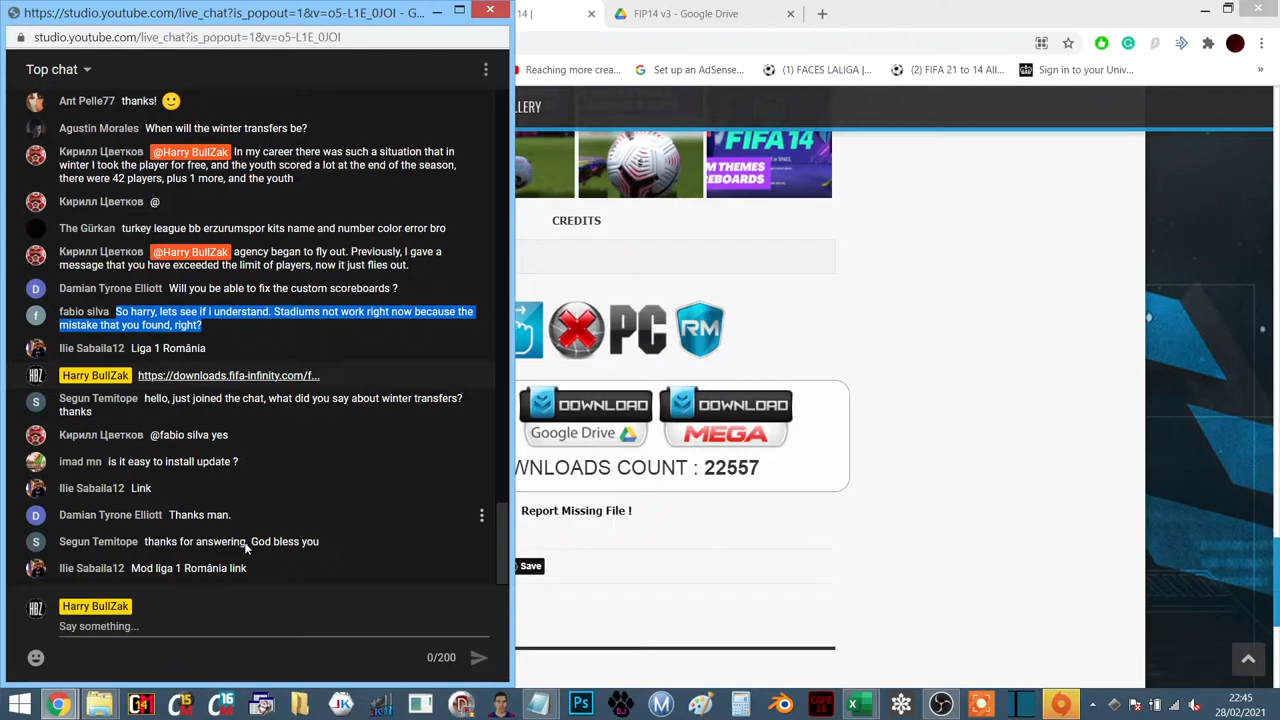 https://studio.youtube.com/live_chat?is_popout=1&v=o5-L1E_0JOI - G...
14 |
FIP14 v3 - Google Drive
studio.youtube.com/live_chat?is_popout=1&v=o5-L1E_0JOI
Reaching more crea...
Set up an AdSense...
(1) FACES LALIGA |...
(2) FIFA 21 to 14 All...
Sign in to your Univ...
»
Top chat
LLERY
Ant Pelle77 thanks!
Agustin Morales When will the winter transfers be?
Кирилл Цветков @Harry BullZak In my career there was such a situation that in
winter I took the player for free, and the youth scored a lot at the end of the season,
there were 42 players, plus 1 more, and the youth
Кирилл Цветков @
The Gürkan turkey league bb erzurumspor kits name and number color error bro
Кирилл Цветков @Harry BullZak agency began to fly out. Previously, I gave a
message that you have exceeded the limit of players, now it just flies out.
Damian Tyrone Elliott Will you be able to fix the custom scoreboards ?
fabio silva So harry, lets see if i understand. Stadiums not work right now because the
mistake that you found, right?
Ilie Sabaila12 Liga 1 România
HBZ Harry BullZak https://downloads.fifa-infinity.com/f...
Segun Temitope hello, just joined the chat, what did you say about winter transfers?
thanks
Кирилл Цветков @fabio silva yes
imad mn is it easy to install update ?
Ilie Sabaila12 Link
Damian Tyrone Elliott Thanks man.
Segun Temitope thanks for answering, God bless you
Ilie Sabaila12 Mod liga 1 România link
HBZ Harry BullZak
Say something...
0/200
FIFA14
M THEMES
REBOARDS
CREDITS
PC
RM
DOWNLOAD
Google Drive
DOWNLOAD
MEGA
WNLOADS COUNT : 22557
Report Missing File !
Save
22:45
28/02/2021